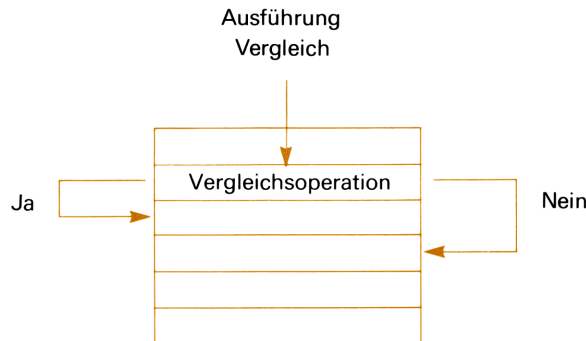 Ausführung
Vergleich
Vergleichsoperation
Ja
Nein